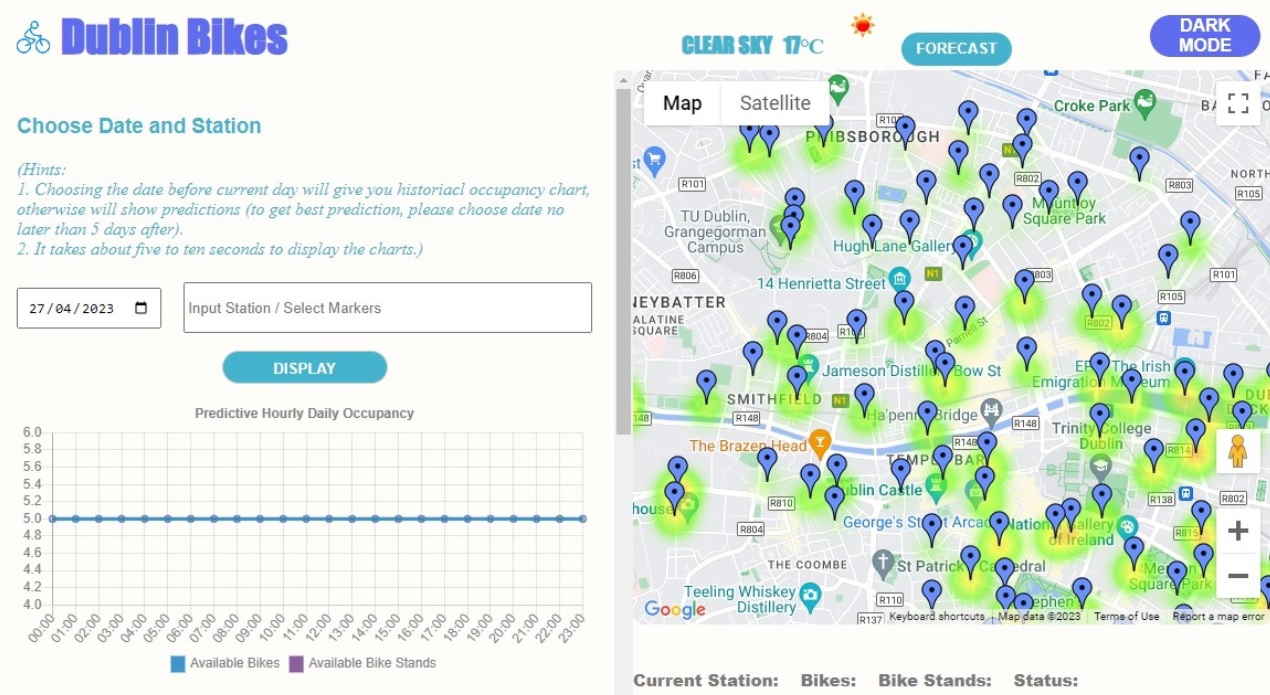 Dublin Bikes
CLEAR SKY 17°C
FORECAST
DARK
MODE
Choose Date and Station
(Hints:
1. Choosing the date before current day will give you historiacl occupancy chart,
otherwise will show predictions (to get best prediction, please choose date no
later than 5 days after).
2. It takes about five to ten seconds to display the charts.)
27/04/2023
Input Station / Select Markers
DISPLAY
Predictive Hourly Daily Occupancy
6.0
5.8
5.6
5.4
5.2
5.0
4.8
4.6
4.4
4.2
4.0
00:00 01:00 02:00 03:00 04:00 05:00 06:00 07:00 08:00 09:00 10:00 11:00 12:00 13:00 14:00 15:00 16:00 17:00 18:00 19:00 20:00 21:00 22:00 23:00
Available Bikes Available Bike Stands
Map Satellite
Croke Park
PHIBSBOROUGH
N1
R101
R802
R803
NORTH
R105
Mountjoy
Square Park
TU Dublin,
Grangegorman
Campus
Hugh Lane Gallery
R806
14 Henrietta Street
N1
R803
R101
R105
NEYBATTER
ALATINE
SQUARE
R804
Parnell St
R802
Jameson Distillery Bow St
EPIC The Irish
Emigration Museum
SMITHFIELD
N1
148
R148
Ha'penny Bridge
R148
The Brazen Head
R148
Trinity College
Dublin
R814
TEMPLE BAR
Dublin Castle
R810
R138
R802
house
R804
George's Street Arcade
National Gallery
of Ireland
R815
THE COOMBE
St Patrick's Cathedral
Square Park
Teeling Whiskey
Distillery
R110
R137
Google
Keyboard shortcuts
Map data ©2023
Terms of Use
Report a map error
Current Station: Bikes: Bike Stands: Status: